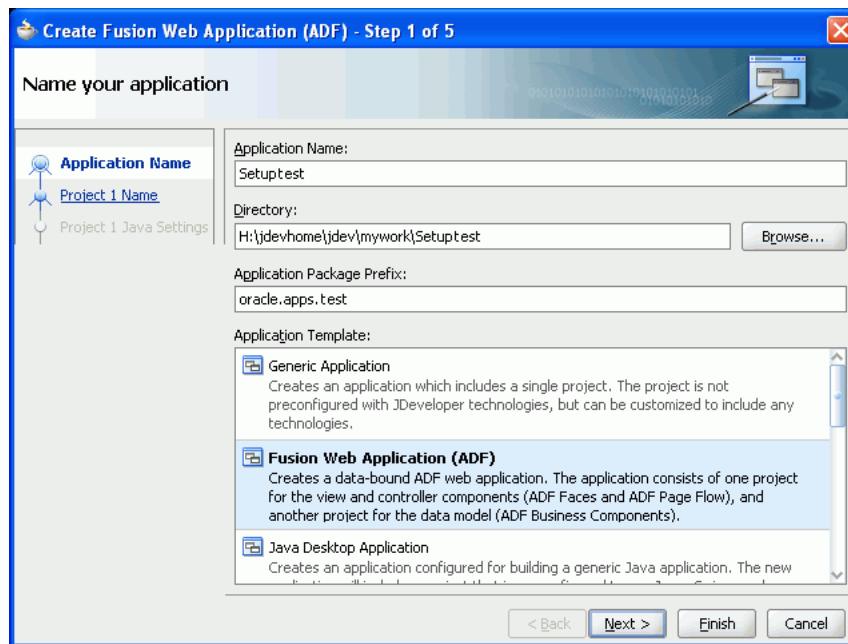 Create Fusion Web Application (ADF) - Step 1 of 5
Name your application
Application Name
Project 1 Name
Project 1 Java Settings
Application Name:
Setuptest
Directory:
H:\jdevhome\jdev\mywork\Setuptest
Browse...
Application Package Prefix:
oracle.apps.test
Application Template:
Generic Application
Creates an application which includes a single project. The project is not
preconfigured with JDeveloper technologies, but can be customized to include any
technologies.
Fusion Web Application (ADF)
Creates a data-bound ADF web application. The application consists of one project
for the view and controller components (ADF Faces and ADF Page Flow), and
another project for the data model (ADF Business Components).
Java Desktop Application
Creates an application configured for building a generic Java application. The new
< Back
Next >
Finish
Cancel